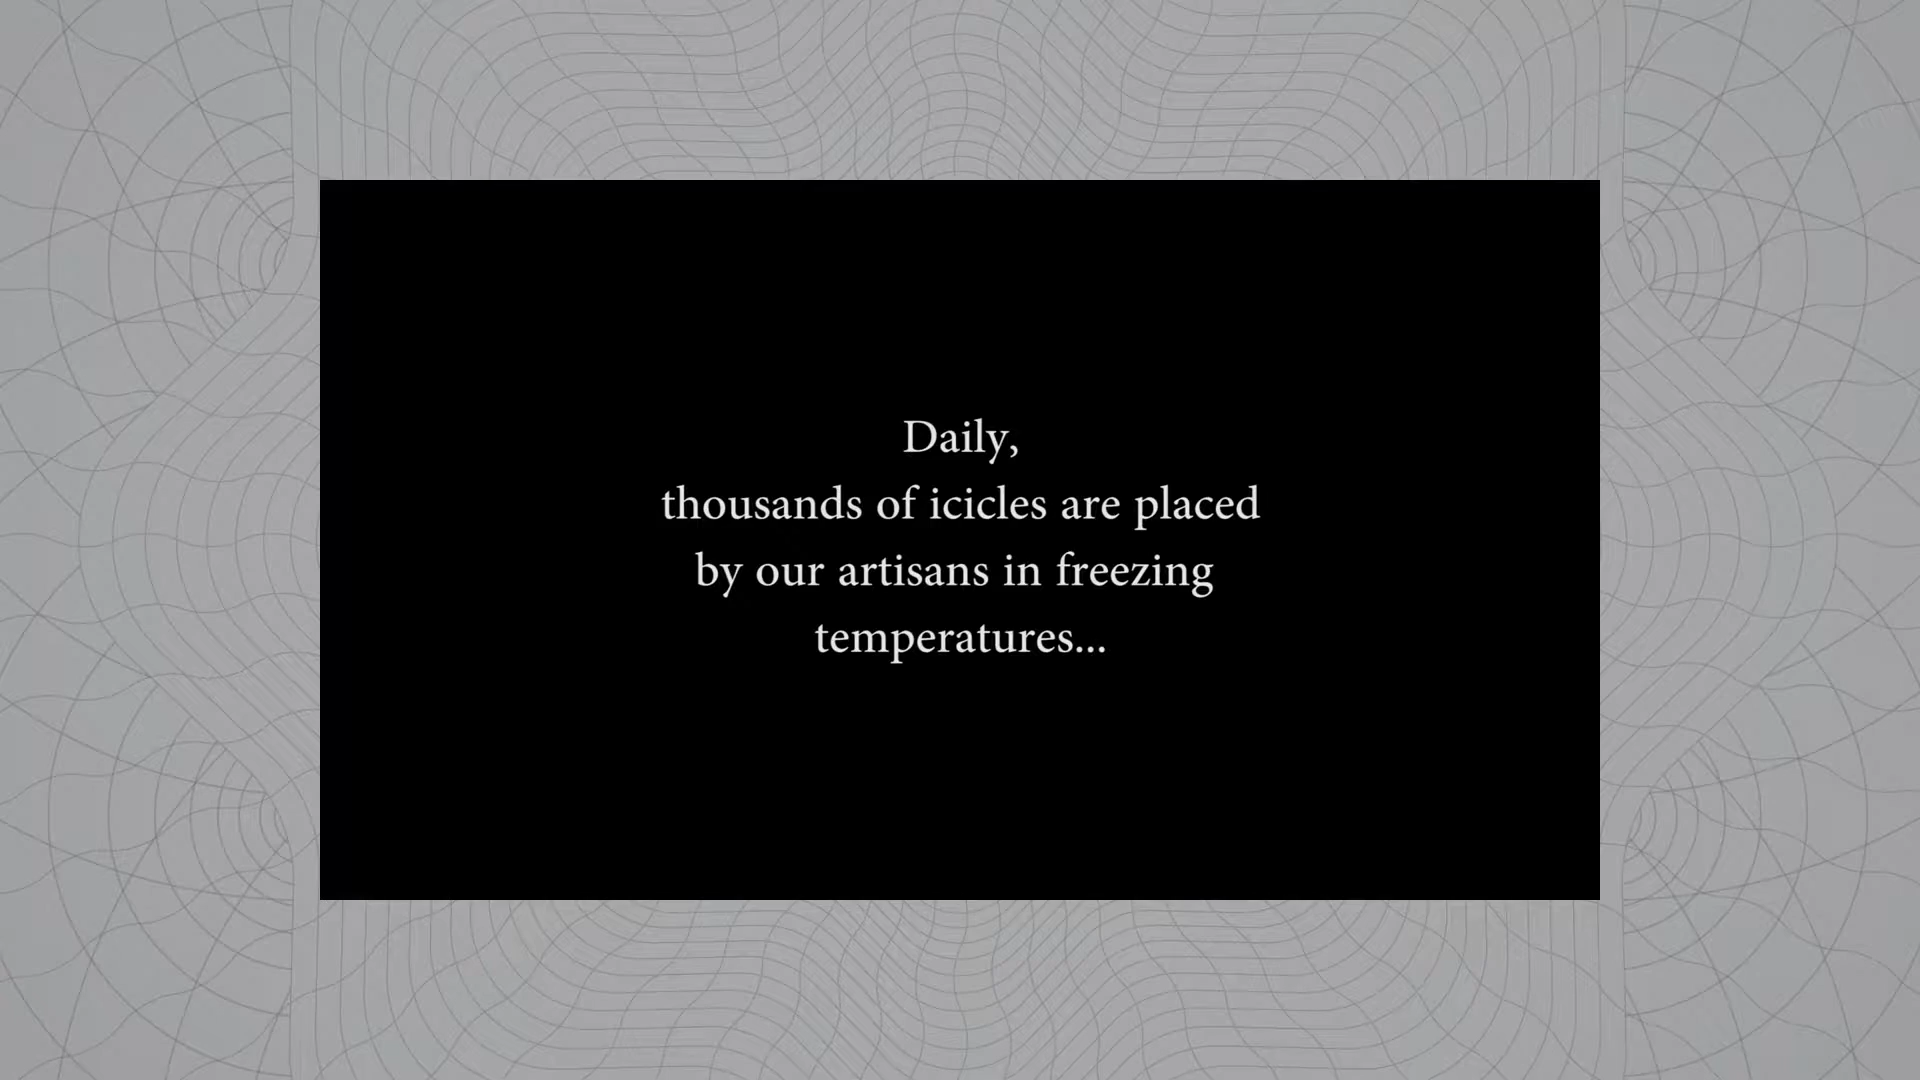 Daily,
thousands of icicles are placed
by our artisans in freezing
temperatures...